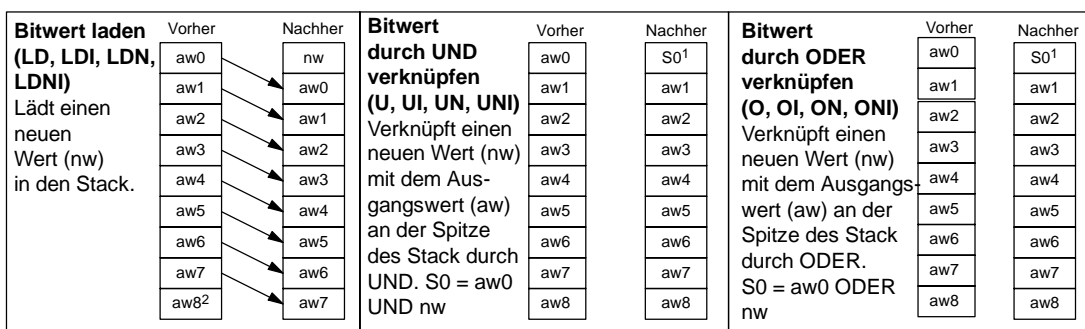 Bitwert laden
(LD, LDI, LDN,
LDNI)
Lädt einen
neuen
Wert (nw)
in den Stack.
Vorher
aw0
aw1
aw2
aw3
aw4
aw5
aw6
aw7
aw8²
Nachher
nw
aw0
aw1
aw2
aw3
aw4
aw5
aw6
aw7
Bitwert
durch UND
verknüpfen
(U, UI, UN, UNI)
Verknüpft einen
neuen Wert (nw)
mit dem Aus-
gangswert (aw)
an der Spitze
des Stack durch
UND. S0 = aw0
UND nw
Vorher
aw0
aw1
aw2
aw3
aw4
aw5
aw6
aw7
aw8
Nachher
S0¹
aw1
aw2
aw3
aw4
aw5
aw6
aw7
aw8
Bitwert
durch ODER
verknüpfen
(O, OI, ON, ONI)
Verknüpft einen
neuen Wert (nw)
mit dem Ausgangs-
wert (aw) an der
Spitze des Stack
durch ODER.
S0 = aw0 ODER
nw
Vorher
aw0
aw1
aw2
aw3
aw4
aw5
aw6
aw7
aw8
Nachher
S0¹
aw1
aw2
aw3
aw4
aw5
aw6
aw7
aw8